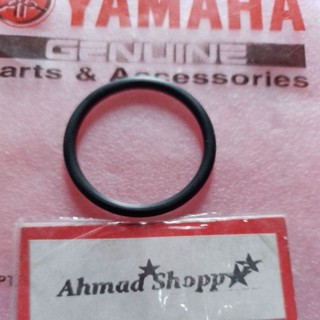 YAMAHA
GENUINE
arts & Accessories
Ahmad Shopp